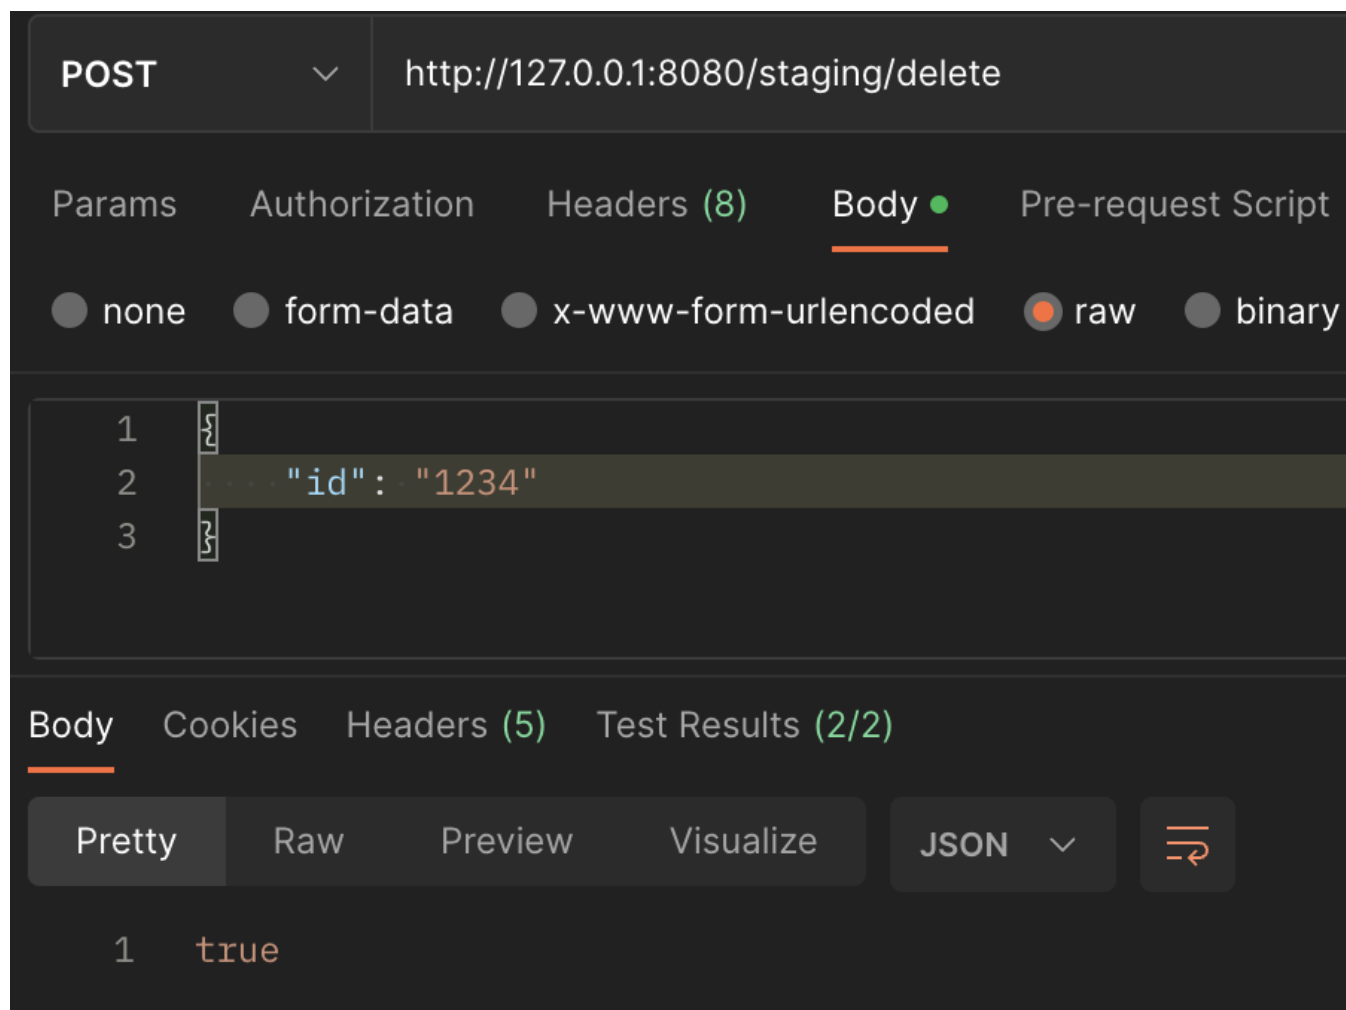 POST http://127.0.0.1:8080/staging/delete
Params Authorization Headers (8) Body Pre-request Script
none form-data x-www-form-urlencoded raw binary
1 {
2 "id": "1234"
3 }
Body Cookies Headers (5) Test Results (2/2)
Pretty Raw Preview Visualize JSON
1 true